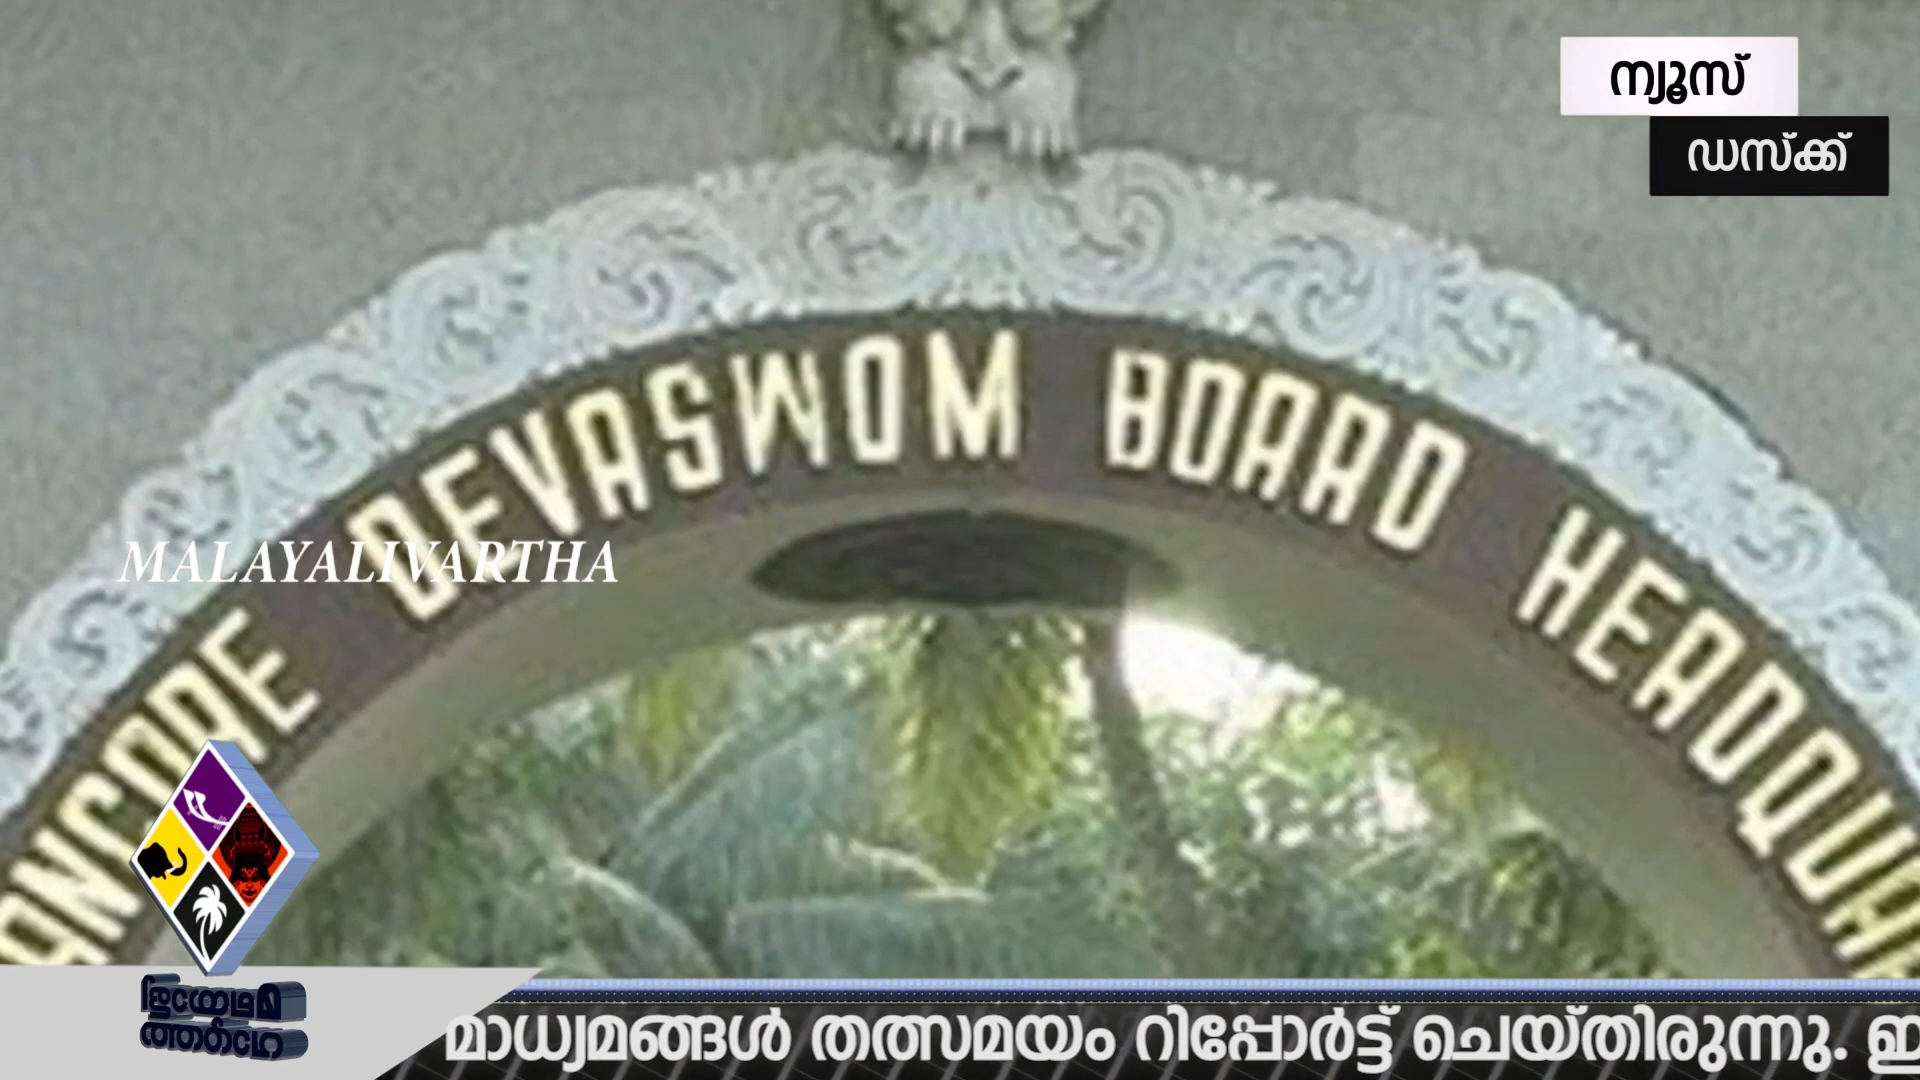 ന്യൂസ്
ഡസ്ക്ക്
DEVASWOM BOARD
MALAYALIVARTHA
മാധ്യമങ്ങൾ തത്സമയം റിപ്പോർട്ട് ചെയ്തിരുന്നു.